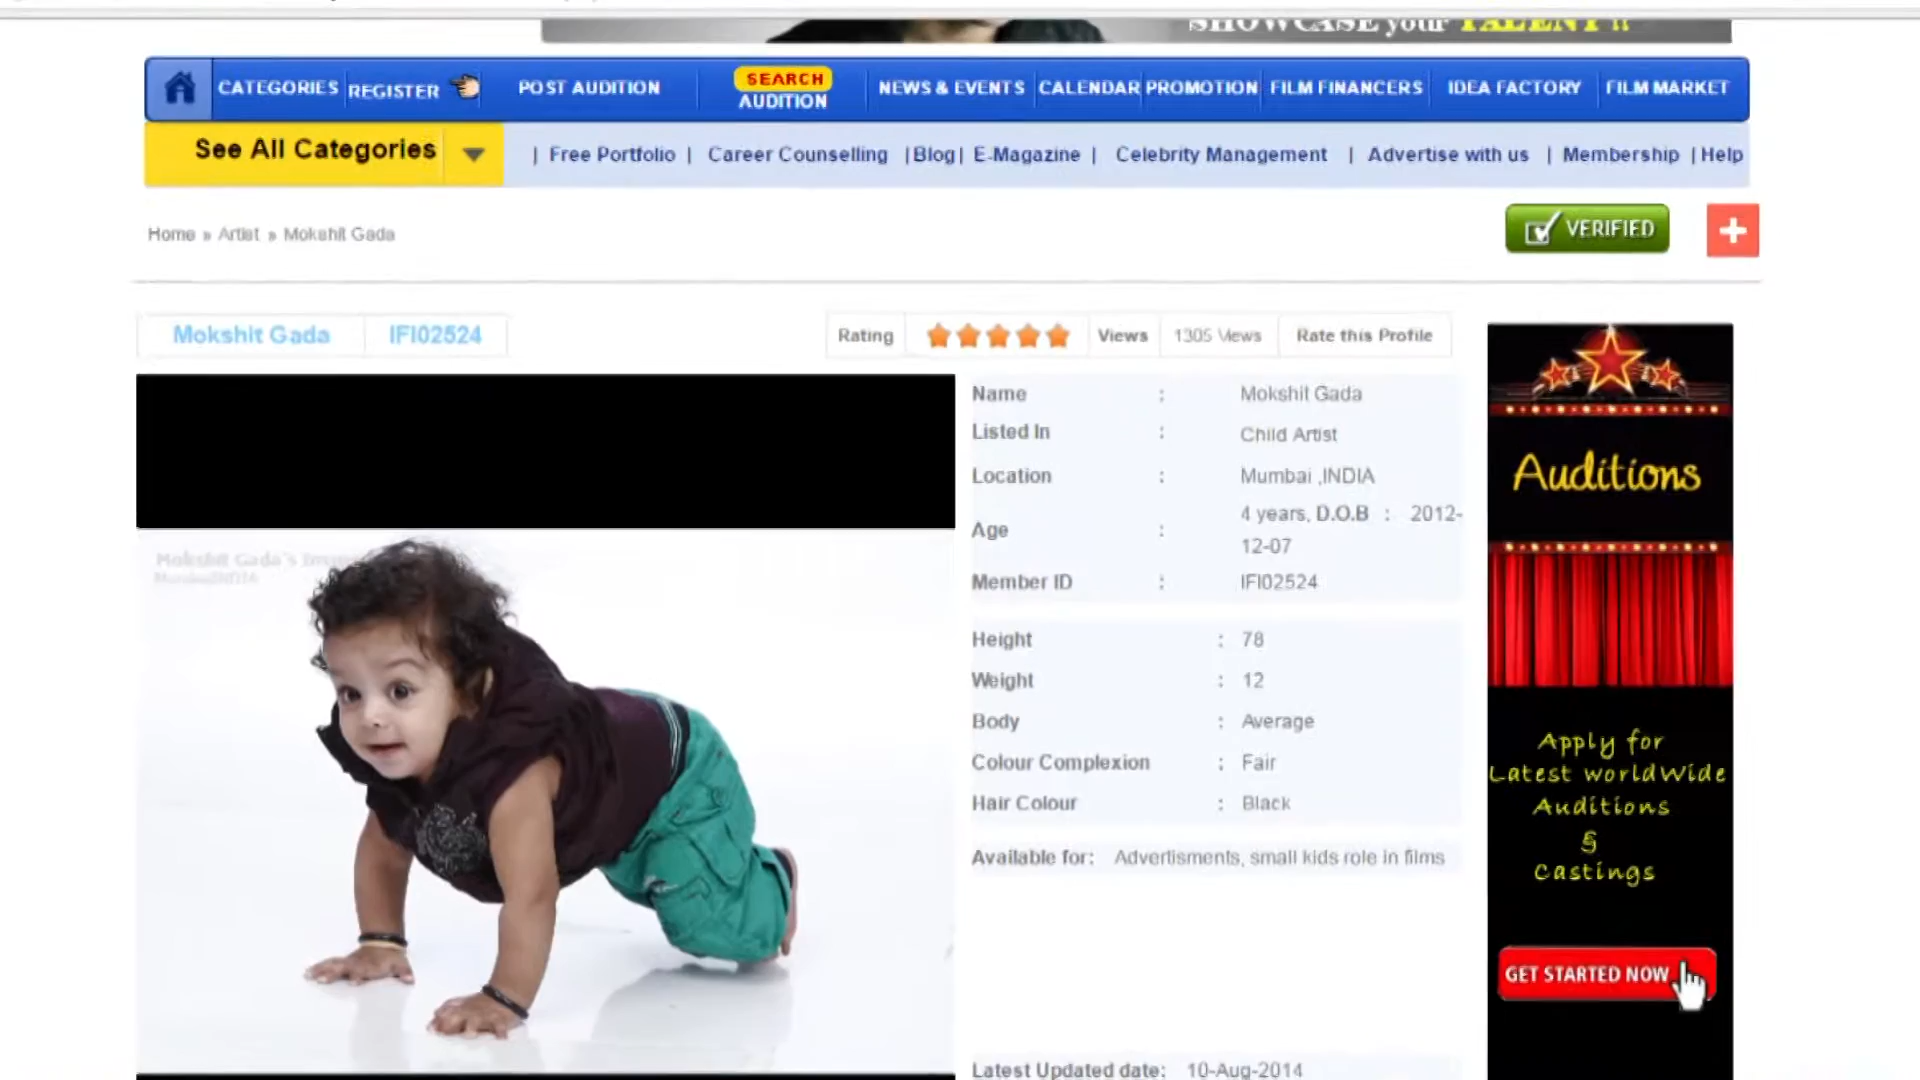 SHOWCASE your TALENT !!
CATEGORIES REGISTER POST AUDITION SEARCH AUDITION NEWS & EVENTS CALENDAR PROMOTION FILM FINANCERS IDEA FACTORY FILM MARKET
See All Categories | Free Portfolio | Career Counselling | Blog | E-Magazine | Celebrity Management | Advertise with us | Membership | Help
Home » Artist » Mokshit Gada
VERIFIED
Mokshit Gada IFI02524
Rating Views 1305 Views Rate this Profile
Name : Mokshit Gada
Listed In : Child Artist
Location : Mumbai ,INDIA
Age : 4 years, D.O.B : 2012-
12-07
Member ID : IFI02524
Height : 78
Weight : 12
Body : Average
Colour Complexion : Fair
Hair Colour : Black
Available for: Advertisments, small kids role in films
Latest Updated date: 10-Aug-2014
Mokshit Gada's
Auditions
Apply for
Latest worldWide
Auditions
&
Castings
GET STARTED NOW